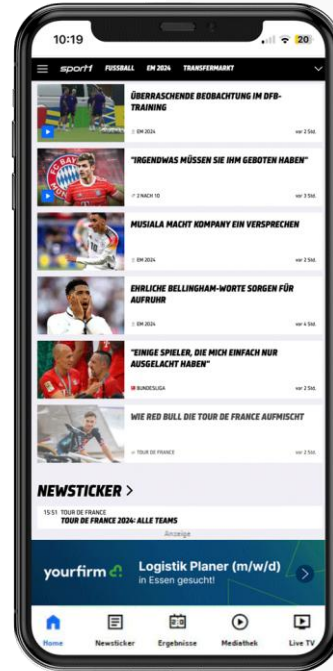 10:19
20
sport1 FUSSBALL EM 2024 TRANSFERMARKT
ÜBERRASCHENDE BEOBACHTUNG IM DFB-
TRAINING
EM 2024 vor 2 Std.
"IRGENDWAS MÜSSEN SIE IHM GEBOTEN HABEN"
2 NACH 10 vor 3 Std.
MUSIALA MACHT KOMPANY EIN VERSPRECHEN
EM 2024 vor 2 Std.
EHRLICHE BELLINGHAM-WORTE SORGEN FÜR
AUFRUHR
EM 2024 vor 4 Std.
"EINIGE SPIELER, DIE MICH EINFACH NUR
AUSGELACHT HABEN"
BUNDESLIGA vor 2 Std.
WIE RED BULL DIE TOUR DE FRANCE AUFMISCHT
TOUR DE FRANCE vor 2 Std.
NEWSTICKER >
15:51 TOUR DE FRANCE
TOUR DE FRANCE 2024: ALLE TEAMS
Anzeige
yourfirm Logistik Planer (m/w/d)
in Essen gesucht!
Home Newsticker Ergebnisse Mediathek Live TV